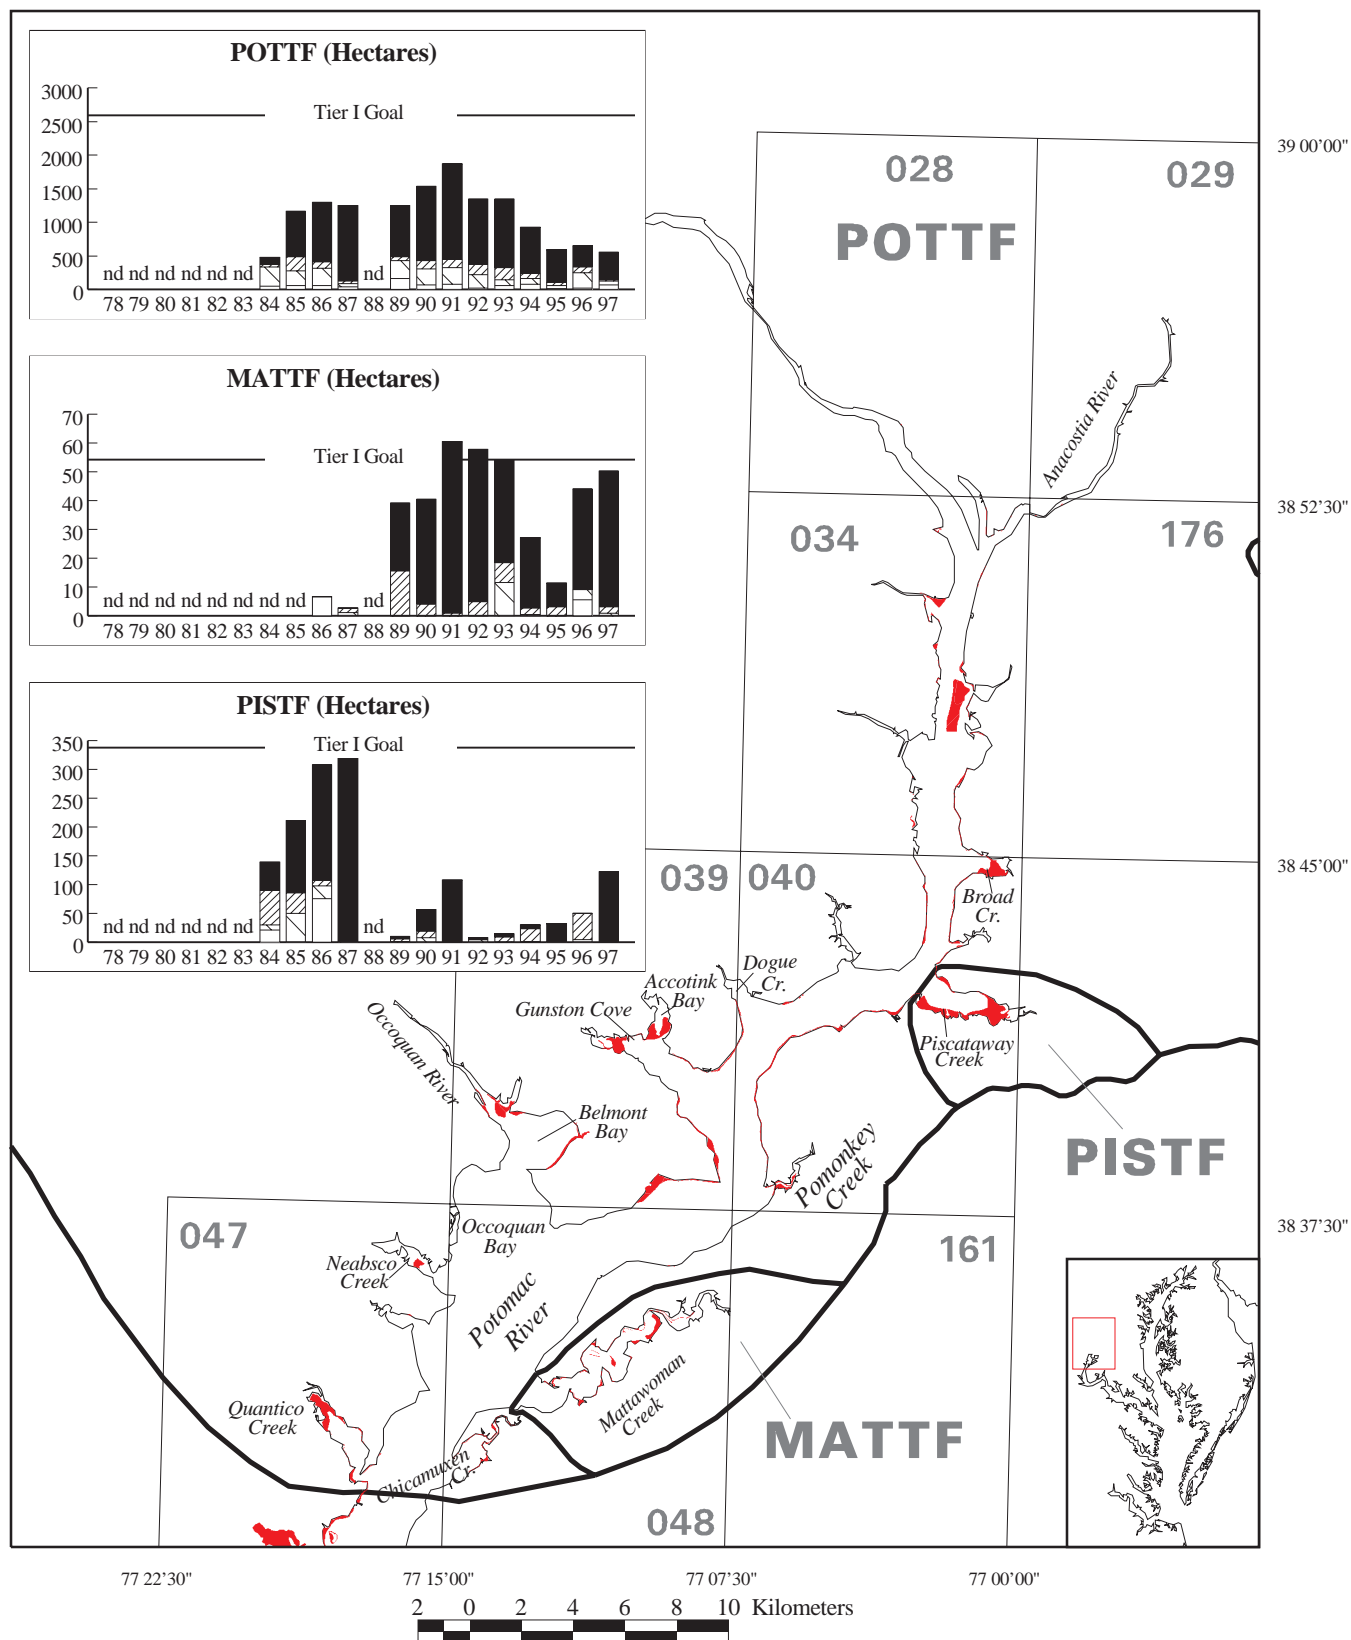 POTTF (Hectares)
3000
2500
2000
1500
1000
500
0
Tier I Goal
nd nd nd nd nd nd nd
78 79 80 81 82 83 84 85 86 87 88 89 90 91 92 93 94 95 96 97
MATTF (Hectares)
70
60
50
40
30
20
10
0
Tier I Goal
nd nd nd nd nd nd nd nd nd
78 79 80 81 82 83 84 85 86 87 88 89 90 91 92 93 94 95 96 97
PISTF (Hectares)
350
300
250
200
150
100
50
0
Tier I Goal
nd nd nd nd nd nd nd
78 79 80 81 82 83 84 85 86 87 88 89 90 91 92 93 94 95 96 97
028
029
POTTF
39 00'00"
Anacostia River
034
176
38 52'30"
039
040
38 45'00"
Broad
Cr.
Dogue
Cr.
Accotink
Bay
Gunston Cove
Piscataway
Creek
Occoquan River
Belmont
Bay
PISTF
Pomonkey
Creek
047
Occoquan
Bay
161
38 37'30"
Neabsco
Creek
Potomac
River
Quantico
Creek
Mattawoman
Creek
MATTF
Chicamuxen
Cr.
048
77 22'30"
77 15'00"
77 07'30"
77 00'00"
2 0 2 4 6 8 10 Kilometers